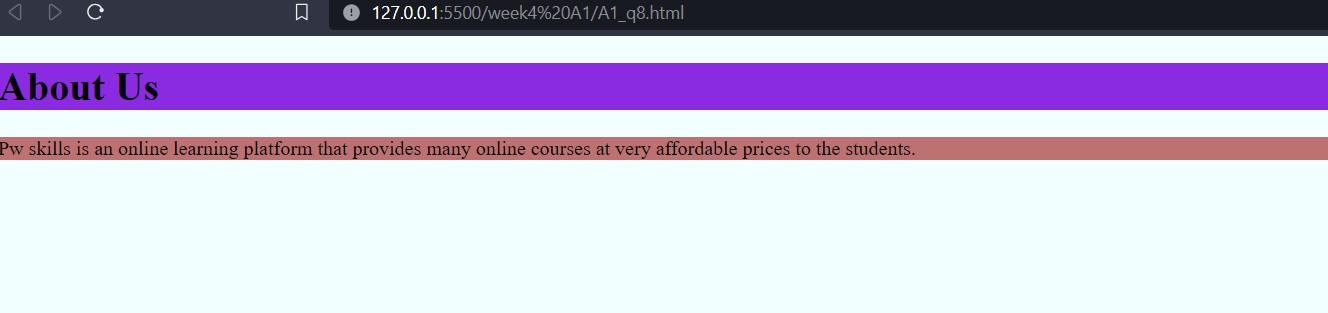 127.0.0.1:5500/week4%20A1/A1_q8.html
About Us
Pw skills is an online learning platform that provides many online courses at very affordable prices to the students.